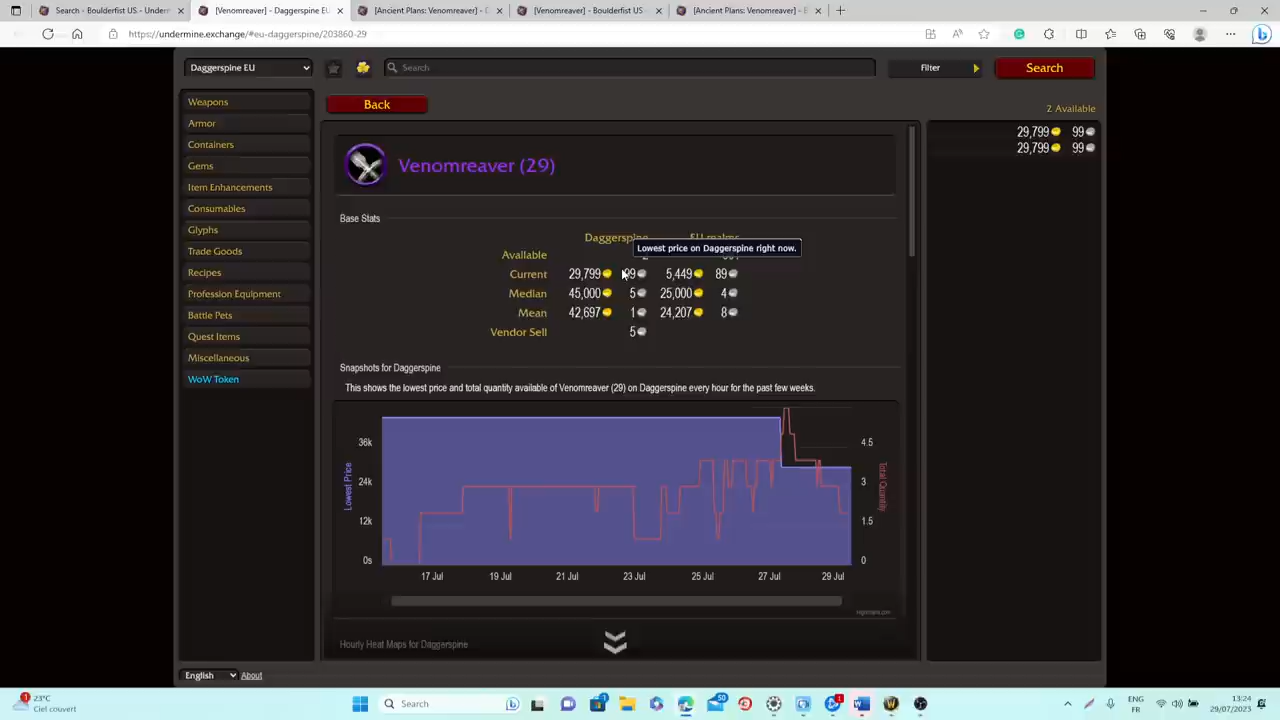 Search - Boulderfist US. - Under
[Venomreaver] - Daggerspine EU
[Ancient Plans: Venomreaver] - E
[Venomreaver] - Boulderfist US -
[Ancient Plans: Venomreaver] - E
https://undermine.exchange/#eu-daggerspine/203860-29
Daggerspine EU
Search
Filter
Search
Weapons
Armor
Containers
Gems
Item Enhancements
Consumables
Glyphs
Trade Goods
Recipes
Profession Equipment
Battle Pets
Quest Items
Miscellaneous
WoW Token
Back
2 Available
29,799 99
29,799 99
Venomreaver (29)
Base Stats
Daggerspine EU realms
Lowest price on Daggerspine right now.
Available
Current 29,799 99 5,449 89
Median 45,000 5 25,000 4
Mean 42,697 1 24,207 8
Vendor Sell 5
Snapshots for Daggerspine
This shows the lowest price and total quantity available of Venomreaver (29) on Daggerspine every hour for the past few weeks.
Lowest Price
36k
24k
12k
0s
4.5
3
1.5
0
Total Quantity
17 Jul 19 Jul 21 Jul 23 Jul 25 Jul 27 Jul 29 Jul
Hourly Heat Maps for Daggerspine
English
About
1
23°C
Ciel couvert
Search
1
50
1
ENG
FR
13:24
29/07/2023